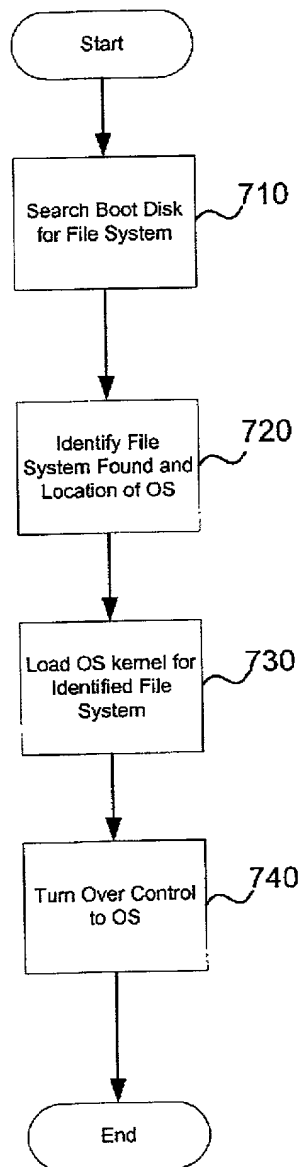 Start
Search Boot Disk
for File System
710
Identify File
System Found and
Location of OS
720
Load OS kernel for
Identified File
System
730
Turn Over Control
to OS
740
End